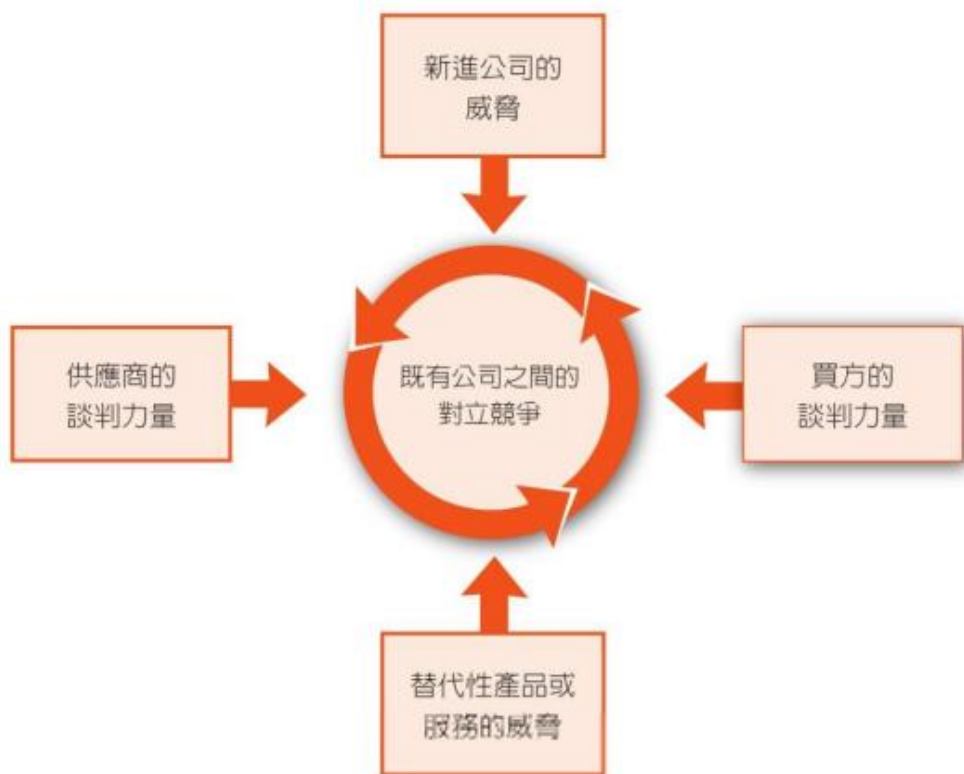 新進公司的
威脅
供應商的
談判力量
既有公司之間的
對立競爭
買方的
談判力量
替代性產品或
服務的威脅